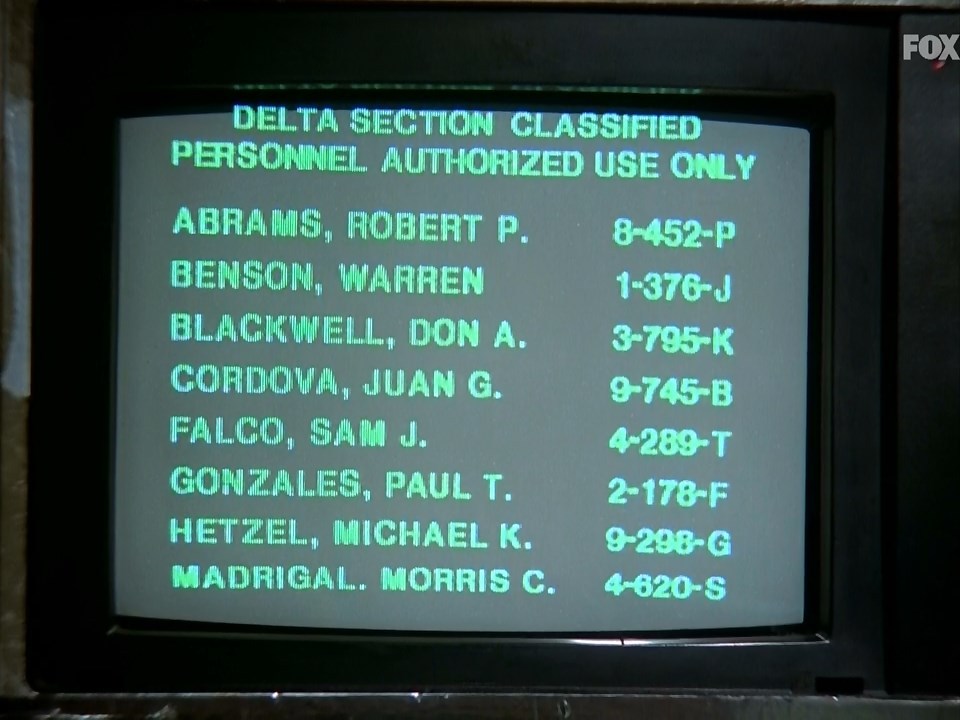 FOX
DELTA SECTION CLASSIFIED
PERSONNEL AUTHORIZED USE ONLY
ABRAMS, ROBERT P. 8-452-P
BENSON, WARREN 1-376-J
BLACKWELL, DON A. 3-795-K
CORDOVA, JUAN G. 9-745-B
FALCO, SAM J. 4-289-T
GONZALES, PAUL T. 2-178-F
HETZEL, MICHAEL K. 9-298-G
MADRIGAL. MORRIS C. 4-620-S